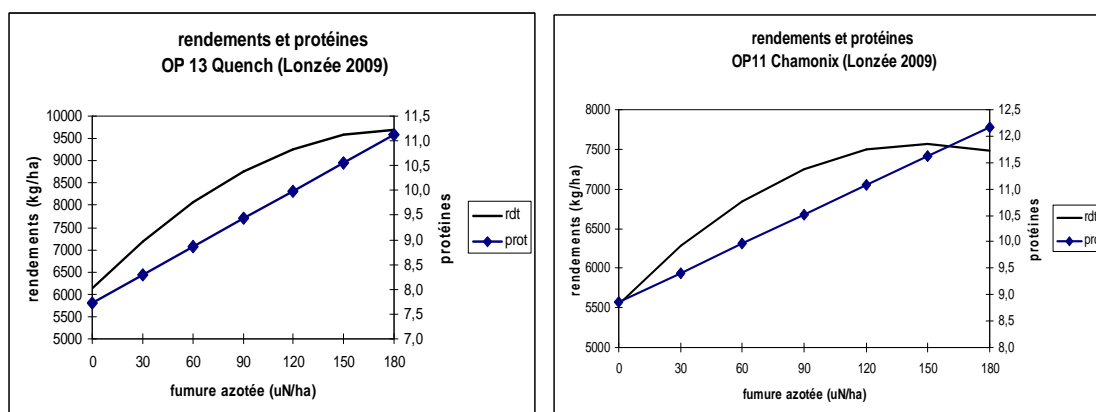 rendements et protéines
OP 13 Quench (Lonzée 2009)
rendements (kg/ha)
10000
9500
9000
8500
8000
7500
7000
6500
6000
5500
5000
11,5
11,0
10,5
10,0
9,5
9,0
8,5
8,0
7,5
7,0
protéines
0 30 60 90 120 150 180
fumure azotée (uN/ha)
rdt
prot
rendements et protéines
OP11 Chamonix (Lonzée 2009)
rendements (kg/ha)
8000
7500
7000
6500
6000
5500
5000
12,5
12,0
11,5
11,0
10,5
10,0
9,5
9,0
8,5
8,0
protéines
0 30 60 90 120 150 180
fumure azotée (uN/ha)
rdt